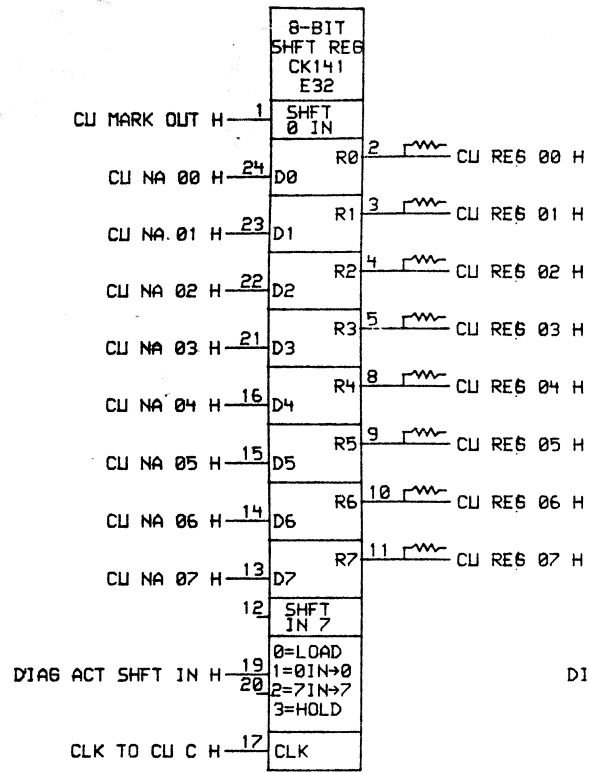 8-BIT
SHFT REG
CK141
E32
CU MARK OUT H 1 SHFT
0 IN
R0 2 CU REG 00 H
CU NA 00 H 24 D0
R1 3 CU REG 01 H
CU NA 01 H 23 D1
R2 4 CU REG 02 H
CU NA 02 H 22 D2
R3 5 CU REG 03 H
CU NA 03 H 21 D3
R4 8 CU REG 04 H
CU NA 04 H 16 D4
R5 9 CU REG 05 H
CU NA 05 H 15 D5
R6 10 CU REG 06 H
CU NA 06 H 14 D6
R7 11 CU REG 07 H
CU NA 07 H 13 D7
12 SHFT
IN 7
0=LOAD
DIAG ACT SHFT IN H 19 1=0IN→0 DI
20 2=7IN→7
3=HOLD
CLK TO CU C H 17 CLK